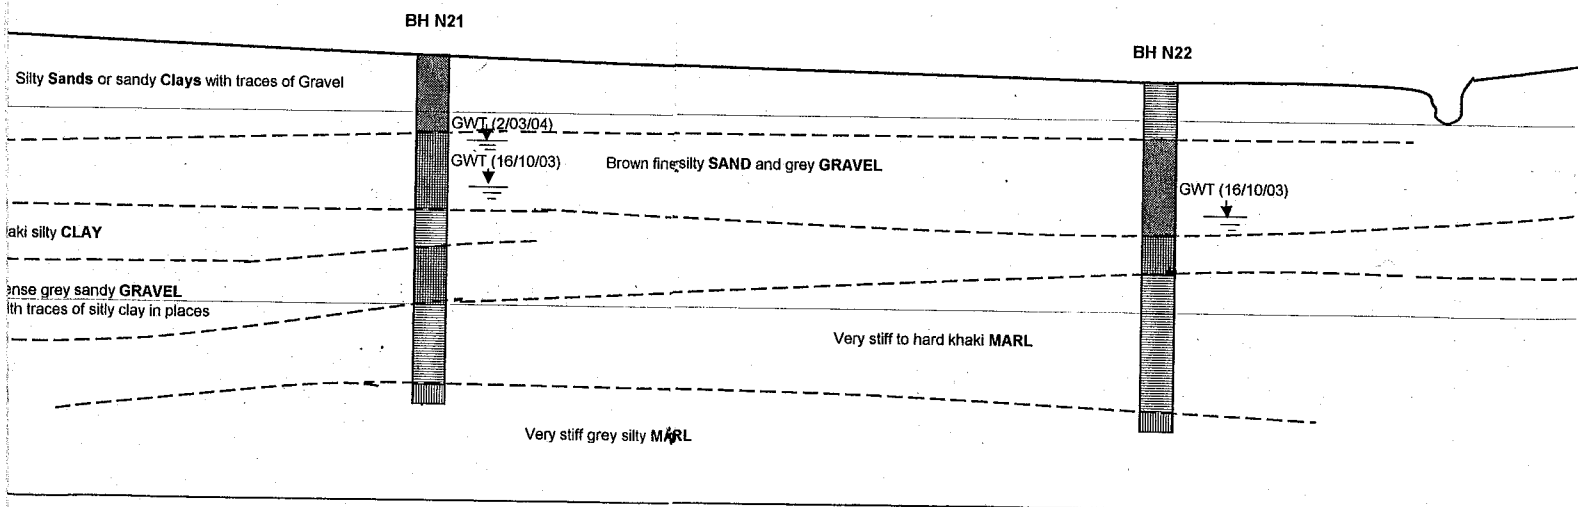 BH N21
BH N22
Silty Sands or sandy Clays with traces of Gravel
GWT (2/03/04)
GWT (16/10/03)
Brown fine silty SAND and grey GRAVEL
GWT (16/10/03)
aki silty CLAY
ense grey sandy GRAVEL
ith traces of silty clay in places
Very stiff to hard khaki MARL
Very stiff grey silty MARL